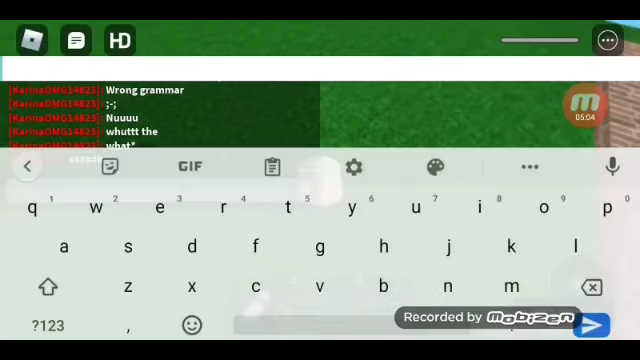 HD
[KarinaOMG14823]: Wrong grammar
[KarinaOMG14823]: ;-;
[KarinaOMG14823]: Nuuuu
[KarinaOMG14823]: whuttt the
[KarinaOMG14823]: what*
05:04
GIF
q 1 w 2 e 3 r 4 t 5 y 6 u 7 i 8 o 9 p 0
a s d f g h j k l
z x c v b n m
?123 ,
Recorded by Mobizen